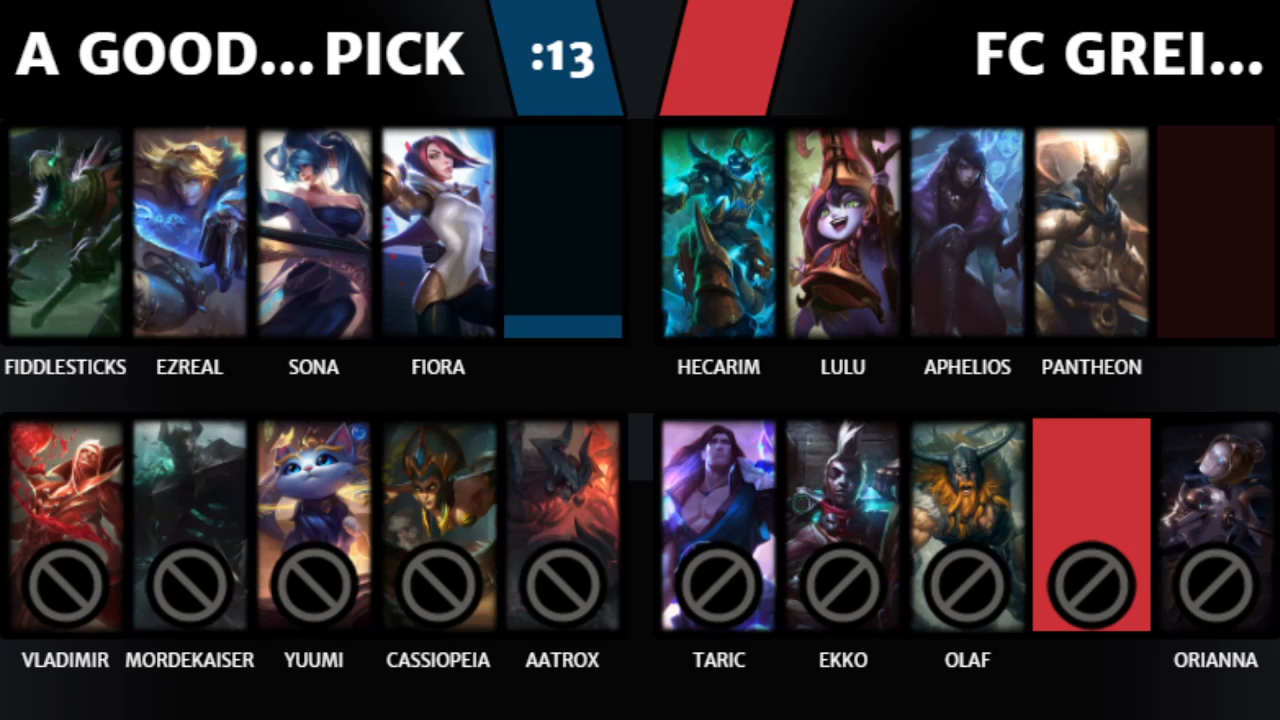 A GOOD... PICK :13 FC GREI...
FIDDLESTICKS EZREAL SONA FIORA HECARIM LULU APHELIOS PANTHEON
VLADIMIR MORDEKAISER YUUMI CASSIOPEIA AATROX TARIC EKKO OLAF ORIANNA